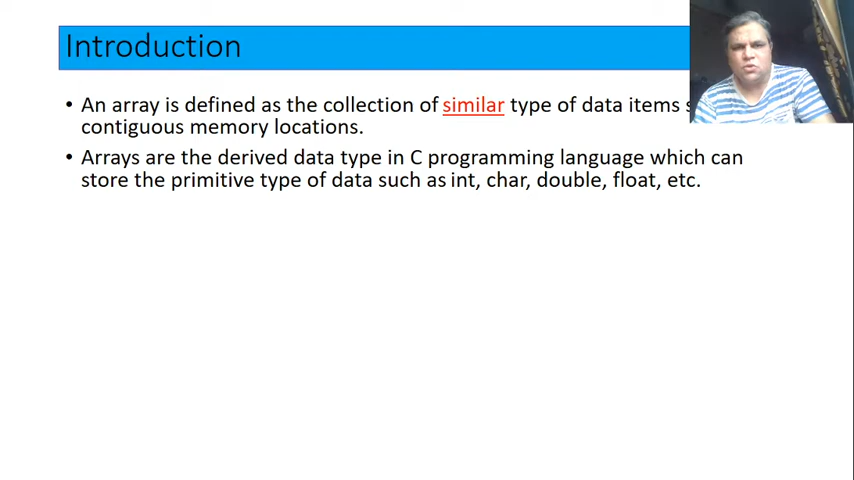 Introduction
• An array is defined as the collection of similar type of data items
contiguous memory locations.
• Arrays are the derived data type in C programming language which can
store the primitive type of data such as int, char, double, float, etc.